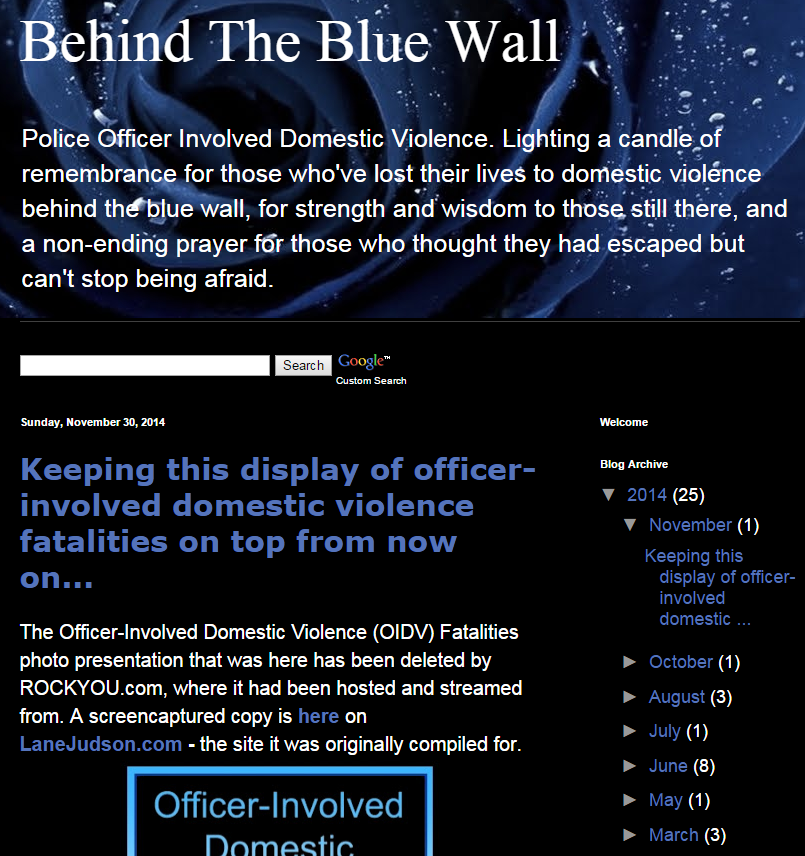 Behind The Blue Wall
Police Officer Involved Domestic Violence. Lighting a candle of
remembrance for those who've lost their lives to domestic violence
behind the blue wall, for strength and wisdom to those still there, and
a non-ending prayer for those who thought they had escaped but
can't stop being afraid.
Search
Google™
Custom Search
Sunday, November 30, 2014
Keeping this display of officer-
involved domestic violence
fatalities on top from now
on...
The Officer-Involved Domestic Violence (OIDV) Fatalities
photo presentation that was here has been deleted by
ROCKYOU.com, where it had been hosted and streamed
from. A screencaptured copy is here on
LaneJudson.com - the site it was originally compiled for.
Officer-Involved
Domestic
Welcome
Blog Archive
▼ 2014 (25)
▼ November (1)
Keeping this
display of officer-
involved
domestic ...
► October (1)
► August (3)
► July (1)
► June (8)
► May (1)
► March (3)